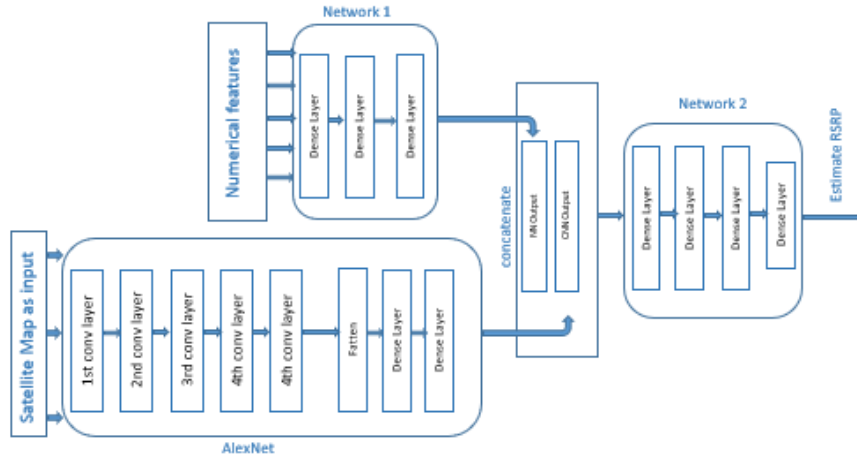 Network 1
Numerical features
Dense Layer
Dense Layer
Dense Layer
Satellite Map as input
1st conv layer
2nd conv layer
3rd conv layer
4th conv layer
4th conv layer
Fatten
Dense Layer
Dense Layer
AlexNet
concatenate
NN Output
CNN Output
Network 2
Dense Layer
Dense Layer
Dense Layer
Dense Layer
Estimate RSRP